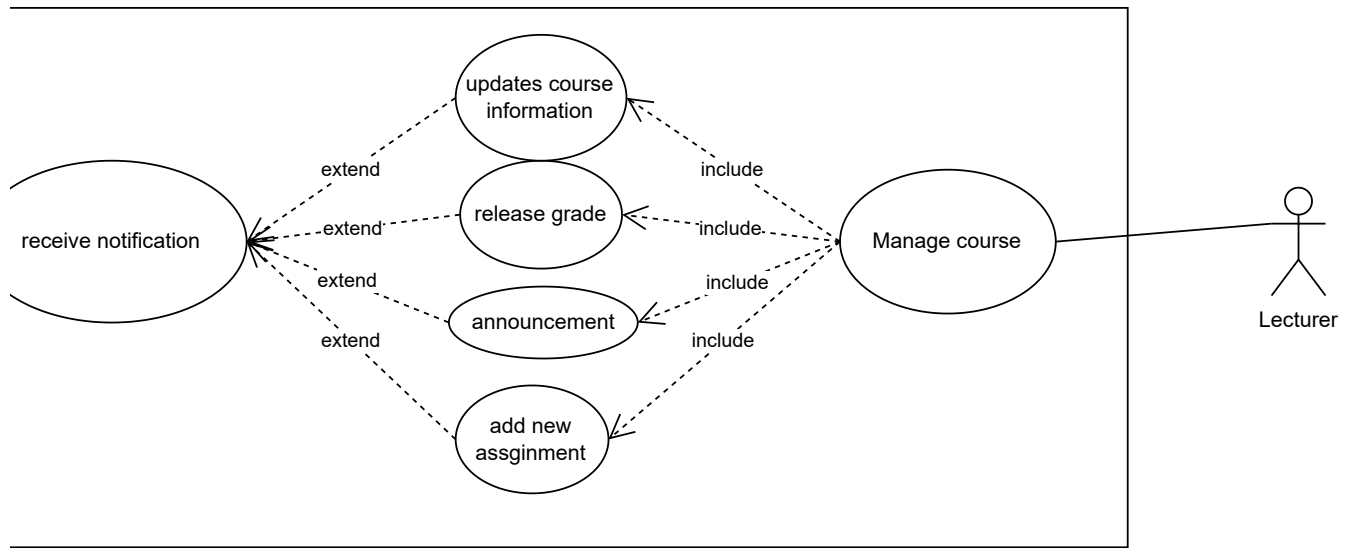 updates course
information
extend
include
release grade
receive notification
extend
include
Manage course
extend
include
announcement
Lecturer
extend
include
add new
assginment